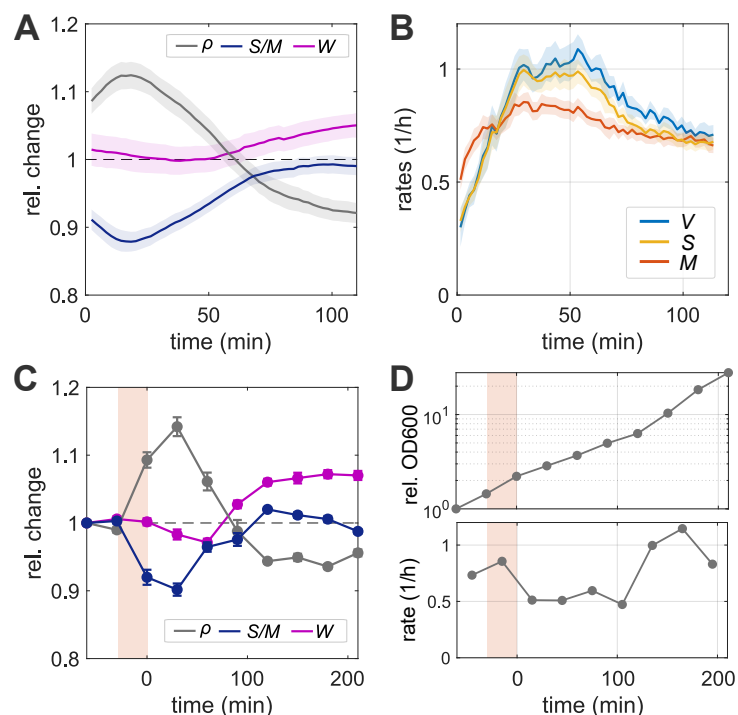 A
1.2
1.1
1
0.9
0.8
rel. change
ρ S/M W
0 50 100
time (min)
B
1
0.5
0
rates (1/h)
V
S
M
0 50 100
time (min)
C
1.2
1.1
1
0.9
0.8
rel. change
ρ S/M W
0 100 200
time (min)
D
10¹
10⁰
rel. OD600
1
0.5
0
rate (1/h)
0 100 200
time (min)